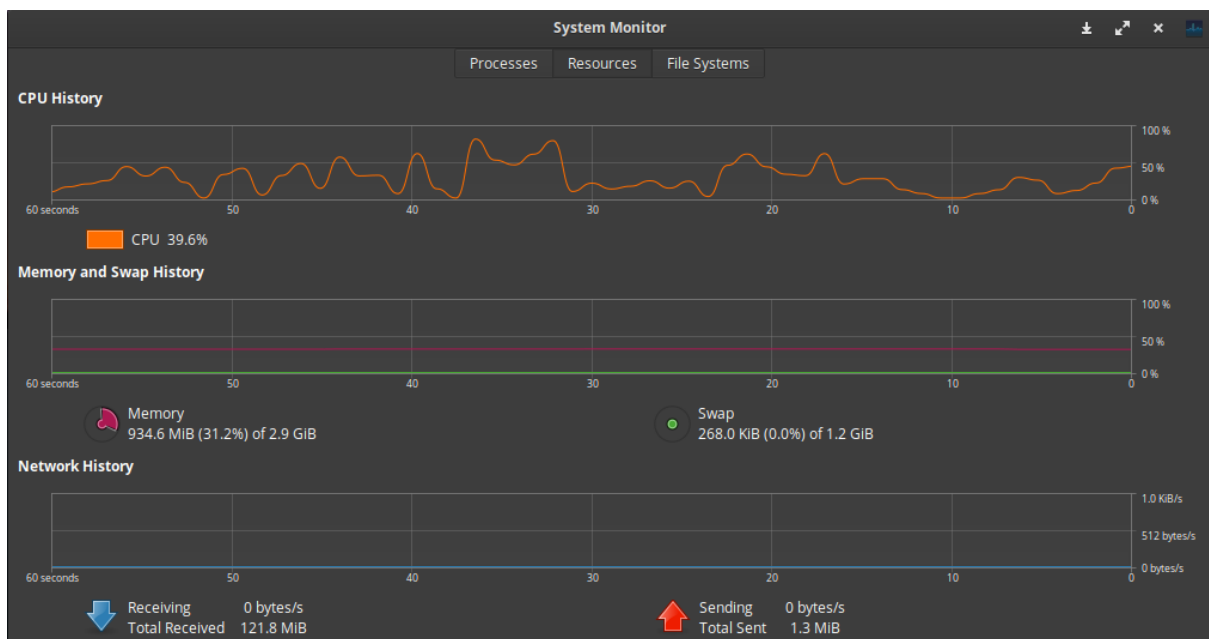 System Monitor
Processes Resources File Systems
CPU History
100 %
50 %
0 %
60 seconds 50 40 30 20 10 0
CPU 39.6%
Memory and Swap History
100 %
50 %
0 %
60 seconds 50 40 30 20 10 0
Memory
934.6 MiB (31.2%) of 2.9 GiB
Swap
268.0 KiB (0.0%) of 1.2 GiB
Network History
1.0 KiB/s
512 bytes/s
0 bytes/s
60 seconds 50 40 30 20 10 0
Receiving 0 bytes/s
Total Received 121.8 MiB
Sending 0 bytes/s
Total Sent 1.3 MiB